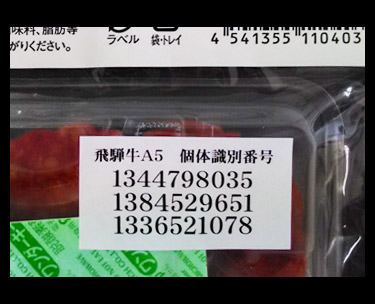 味料、脂肪等
がりください。
ラベル
袋・トレイ
4 541355 110403
飛騨牛A5 個体識別番号
1344798035
1384529651
1336521078